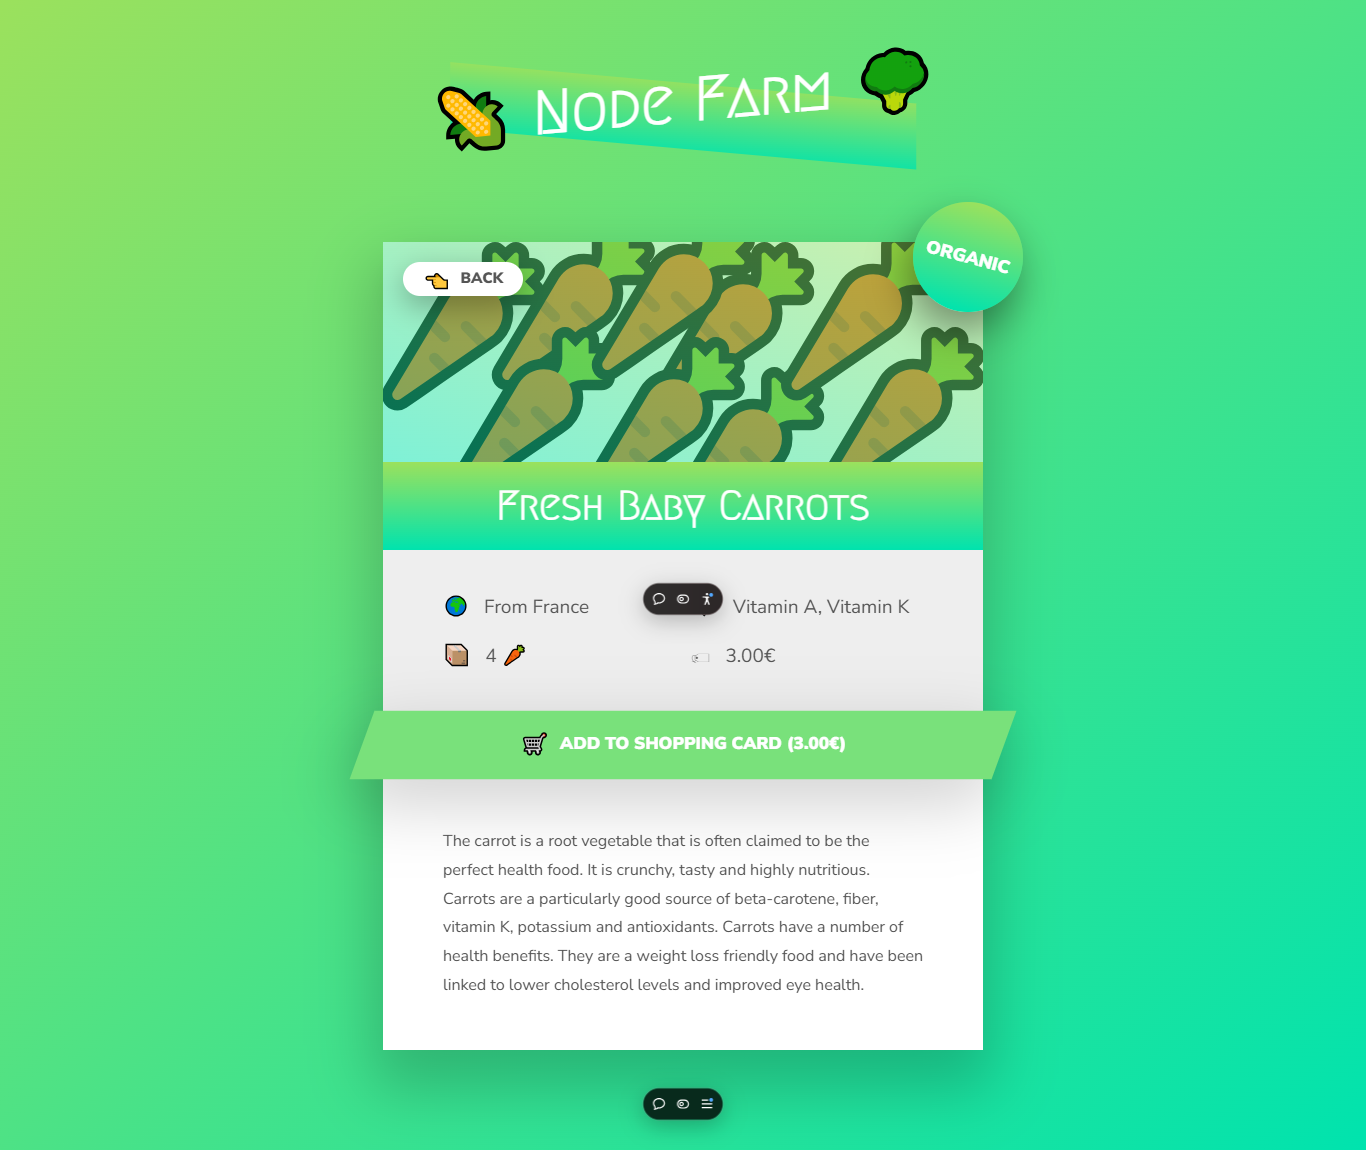 Node Farm
ORGANIC
BACK
Fresh Baby Carrots
From France
Vitamin A, Vitamin K
4
3.00€
ADD TO SHOPPING CARD (3.00€)
The carrot is a root vegetable that is often claimed to be the
perfect health food. It is crunchy, tasty and highly nutritious.
Carrots are a particularly good source of beta-carotene, fiber,
vitamin K, potassium and antioxidants. Carrots have a number of
health benefits. They are a weight loss friendly food and have been
linked to lower cholesterol levels and improved eye health.